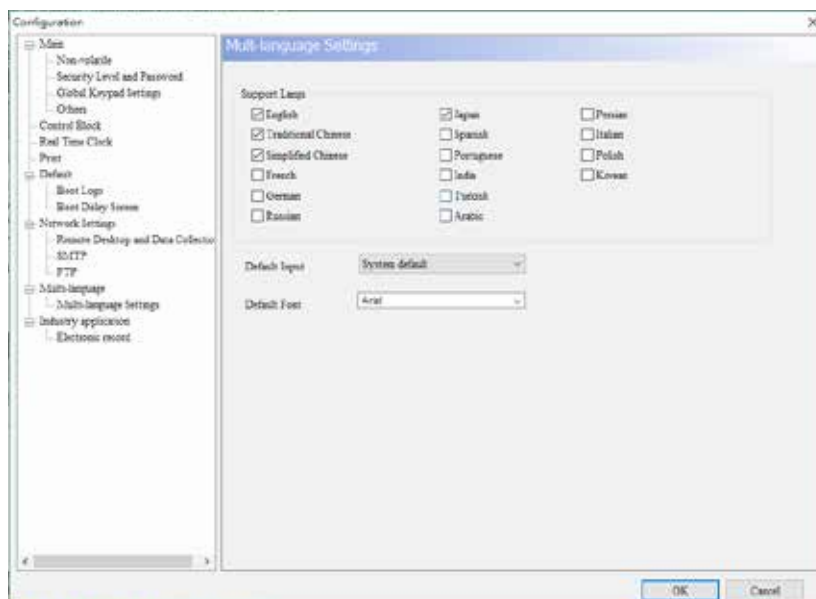 Configuration
Main
Non-volatile
Security Level and Password
Global Keypad Settings
Others
Control Block
Real Time Clock
Print
Default
Boot Logo
Boot Delay Screen
Network Settings
Remote Desktop and Data Collector
SMTP
FTP
Multi-language
Multi-language Settings
Industry application
Electronic record
Multi-language Settings
Support Langs
English
Traditional Chinese
Simplified Chinese
French
German
Russian
Japan
Spanish
Portuguese
India
Turkish
Arabic
Persian
Italian
Polish
Korean
Default Input
System default
Default Font
Arial
OK
Cancel